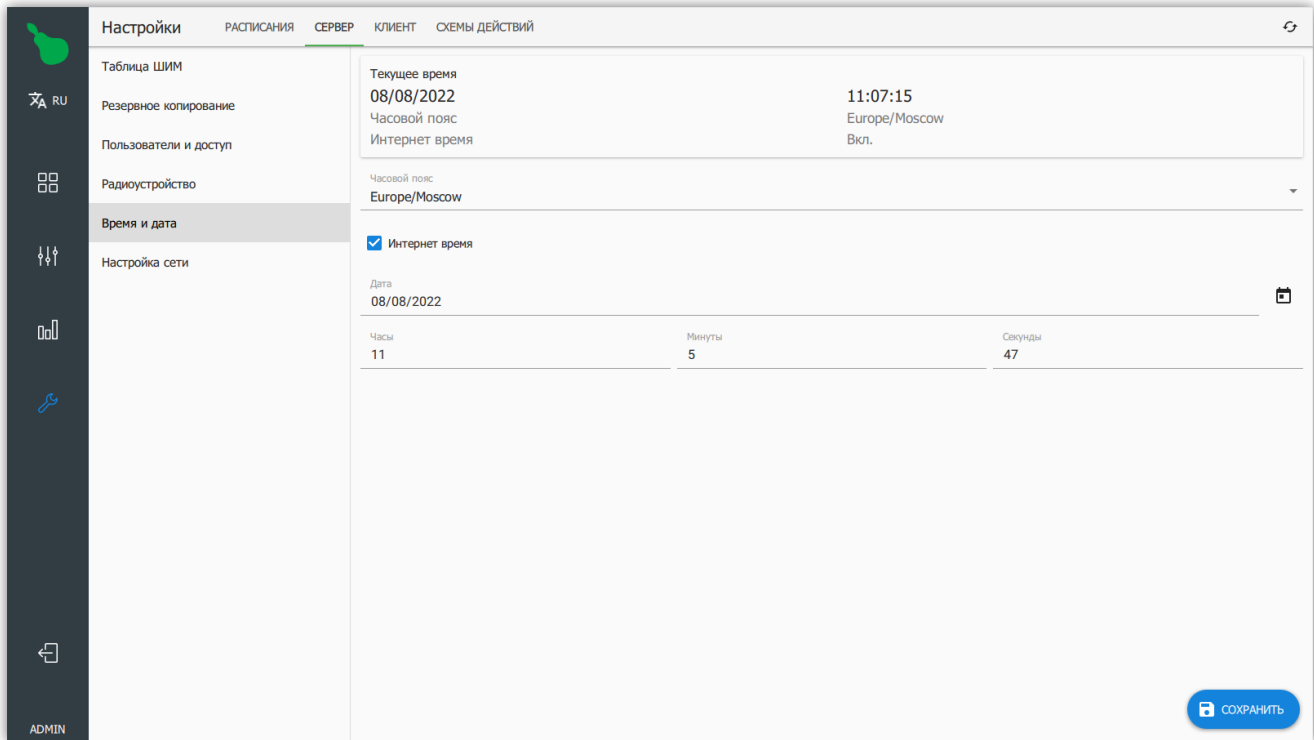 Настройки РАСПИСАНИЯ СЕРВЕР КЛИЕНТ СХЕМЫ ДЕЙСТВИЙ
RU
ADMIN
Таблица ШИМ
Резервное копирование
Пользователи и доступ
Радиоустройство
Время и дата
Настройка сети
Текущее время
08/08/2022 11:07:15
Часовой пояс Europe/Moscow
Интернет время Вкл.
Часовой пояс
Europe/Moscow
Интернет время
Дата
08/08/2022
Часы Минуты Секунды
11 5 47
СОХРАНИТЬ